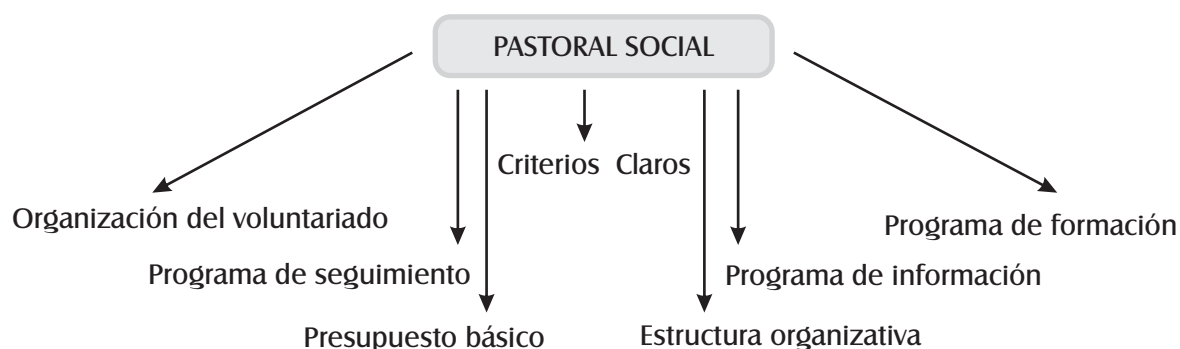 PASTORAL SOCIAL
Criterios Claros
Organización del voluntariado
Programa de formación
Programa de seguimiento
Programa de información
Presupuesto básico
Estructura organizativa